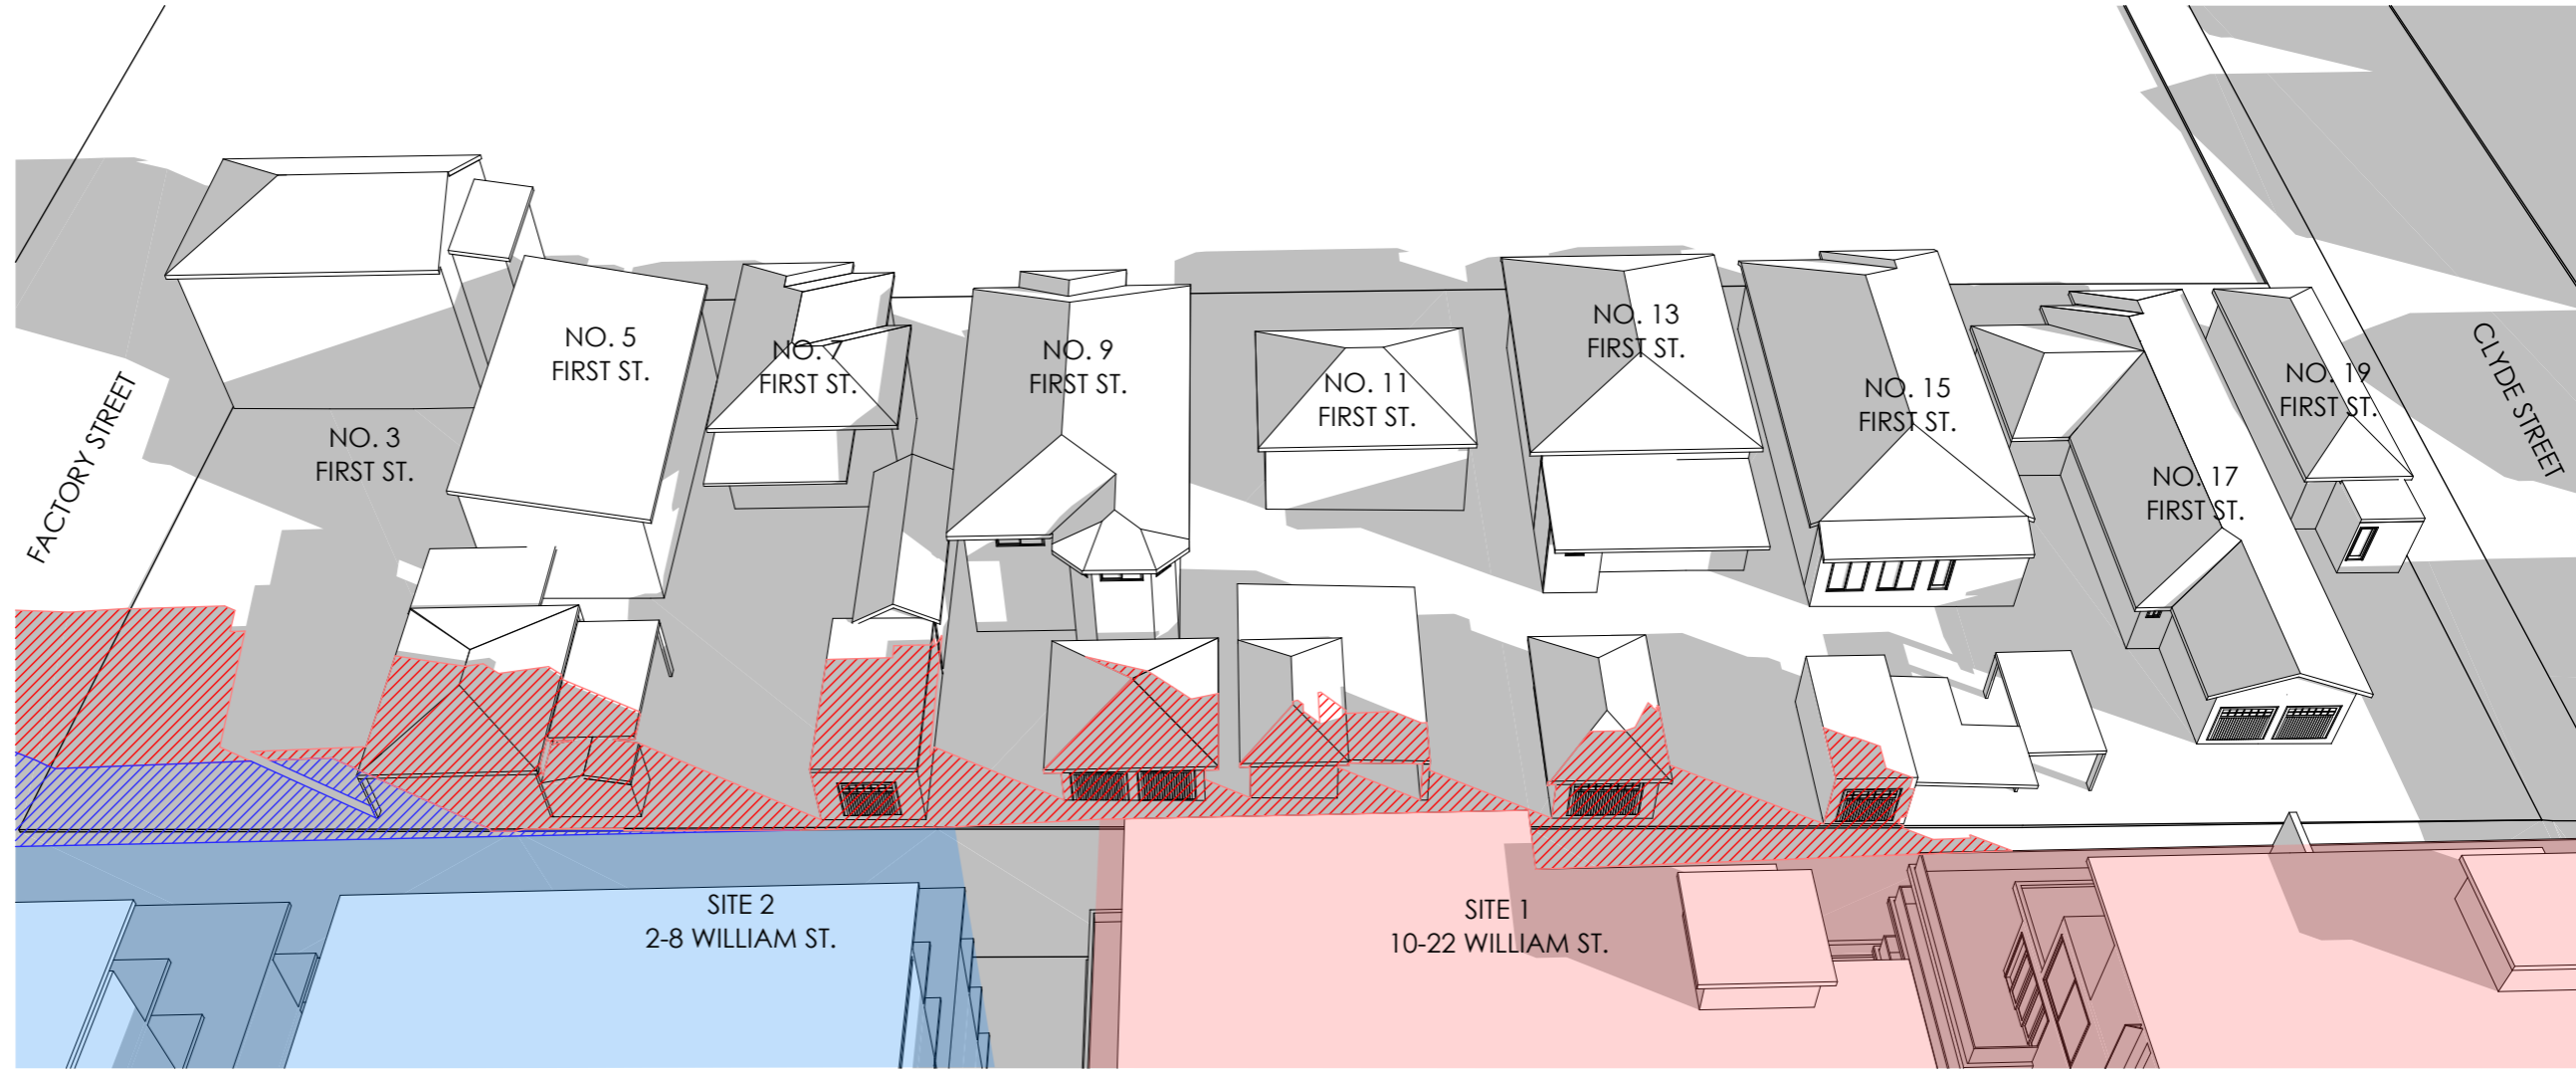 NO. 5
FIRST ST.
NO. 7
FIRST ST.
NO. 9
FIRST ST.
NO. 11
FIRST ST.
NO. 13
FIRST ST.
NO. 15
FIRST ST.
NO. 19
FIRST ST.
NO. 17
FIRST ST.
NO. 3
FIRST ST.
FACTORY STREET
CLYDE STREET
SITE 2
2-8 WILLIAM ST.
SITE 1
10-22 WILLIAM ST.